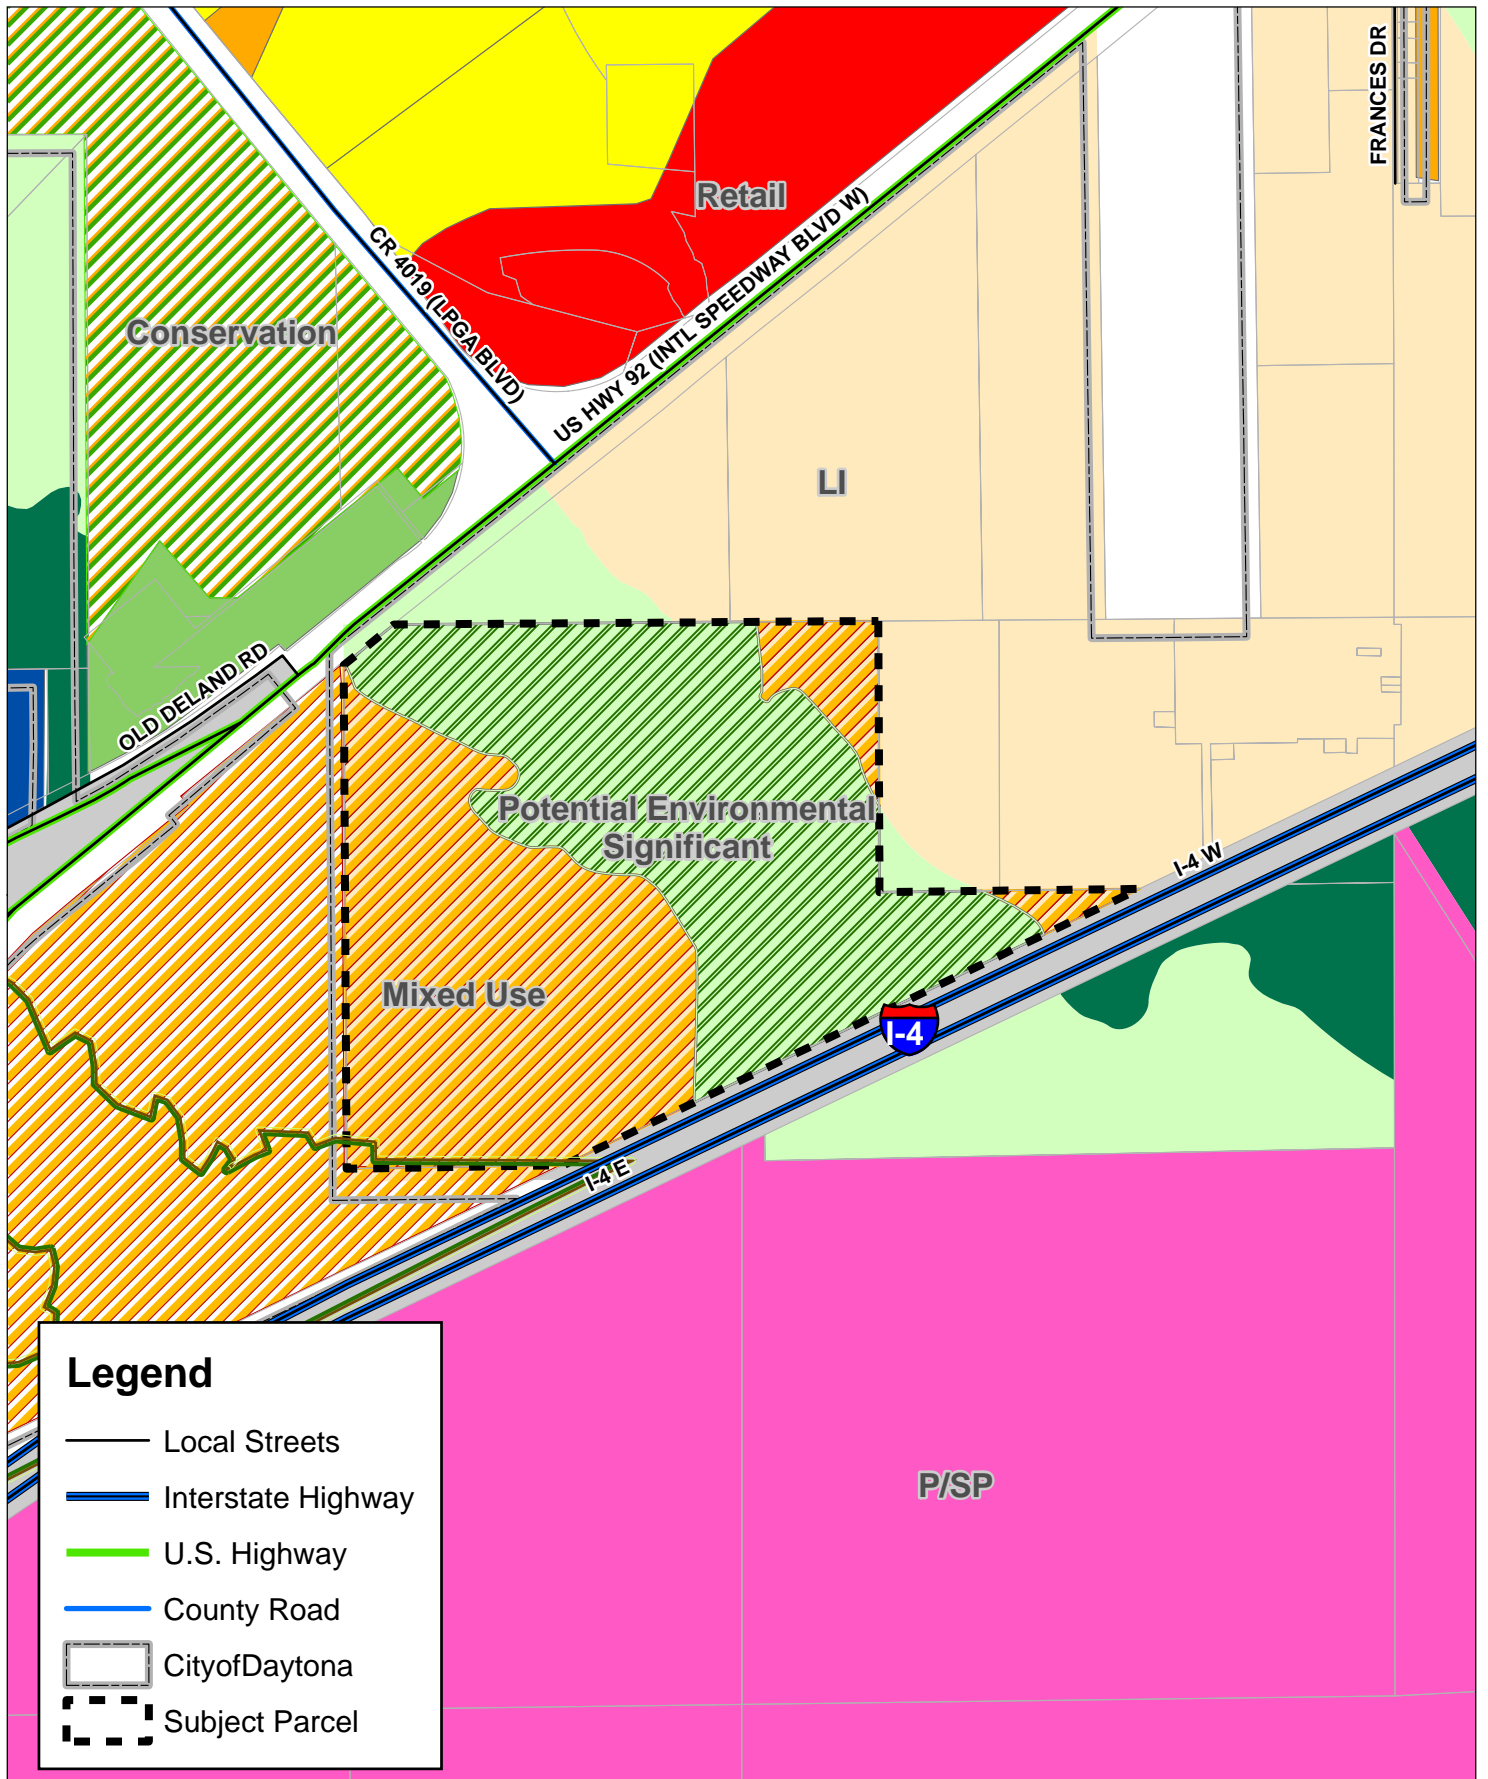 FRANCES DR
Retail
CR 4019 (LPGA BLVD)
US HWY 92 (INTL SPEEDWAY BLVD W)
Conservation
LI
OLD DELAND RD
Potential Environmental
Significant
I-4 W
Mixed Use
I-4
I-4 E
P/SP
Legend
Local Streets
Interstate Highway
U.S. Highway
County Road
CityofDaytona
Subject Parcel